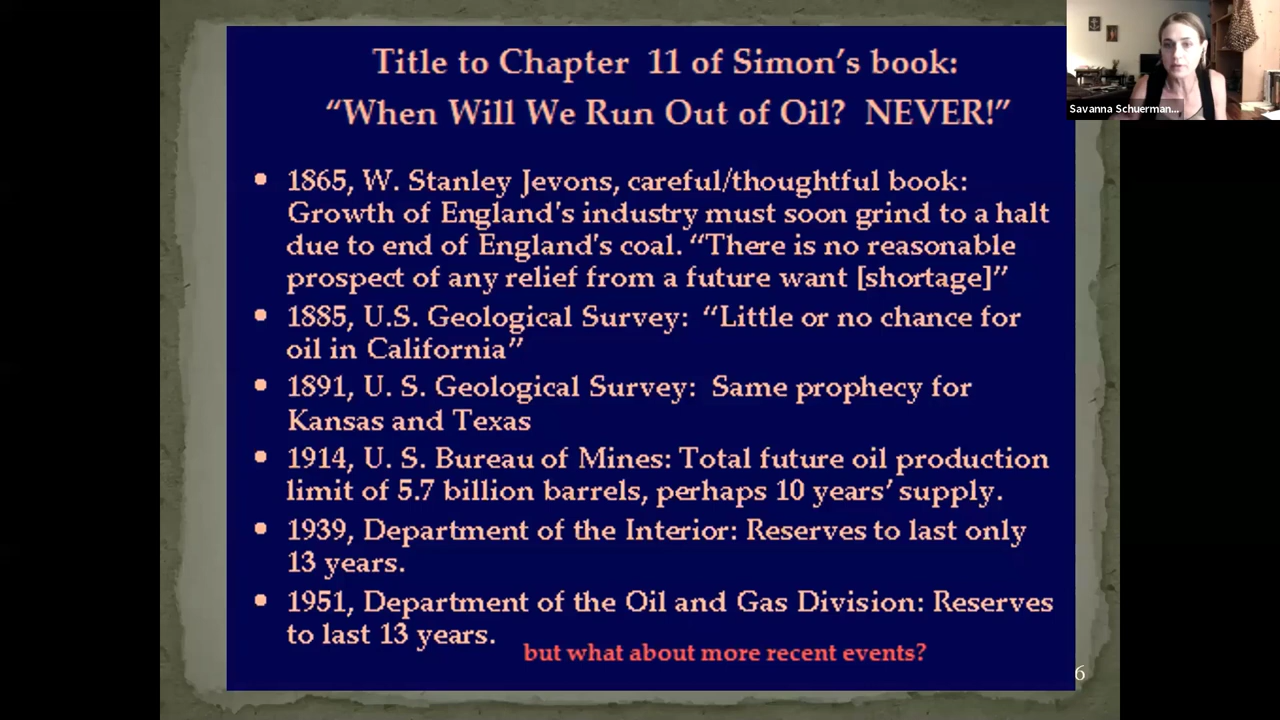 Title to Chapter 11 of Simon’s book:
“When Will We Run Out of Oil? NEVER!”
Savanna Schuerman...
• 1865, W. Stanley Jevons, careful/thoughtful book:
Growth of England's industry must soon grind to a halt
due to end of England's coal. “There is no reasonable
prospect of any relief from a future want [shortage]”
• 1885, U.S. Geological Survey: “Little or no chance for
oil in California”
• 1891, U. S. Geological Survey: Same prophecy for
Kansas and Texas
• 1914, U. S. Bureau of Mines: Total future oil production
limit of 5.7 billion barrels, perhaps 10 years’ supply.
• 1939, Department of the Interior: Reserves to last only
13 years.
• 1951, Department of the Oil and Gas Division: Reserves
to last 13 years.
but what about more recent events?
6